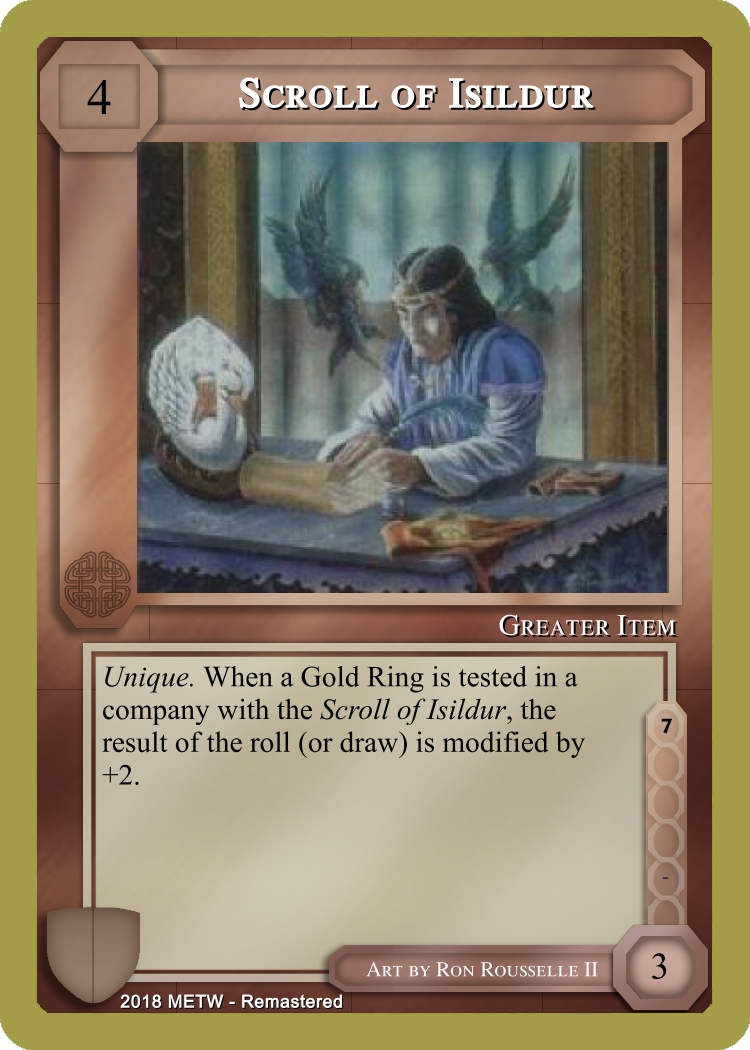 4
Scroll of Isildur
Greater Item
Unique. When a Gold Ring is tested in a
company with the Scroll of Isildur, the
result of the roll (or draw) is modified by
+2.
7
-
Art by Ron Rousselle II
3
2018 METW - Remastered